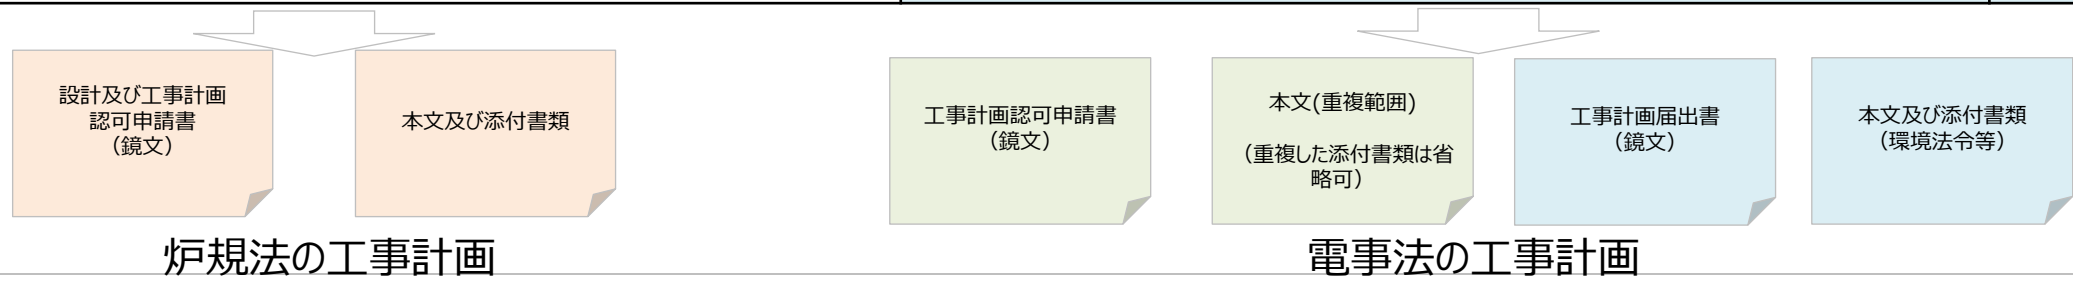 設計及び工事計画
認可申請書
（鏡文）
本文及び添付書類
工事計画認可申請書
（鏡文）
本文(重複範囲)
（重複した添付書類は省
略可）
工事計画届出書
（鏡文）
本文及び添付書類
（環境法令等）
炉規法の工事計画
電事法の工事計画